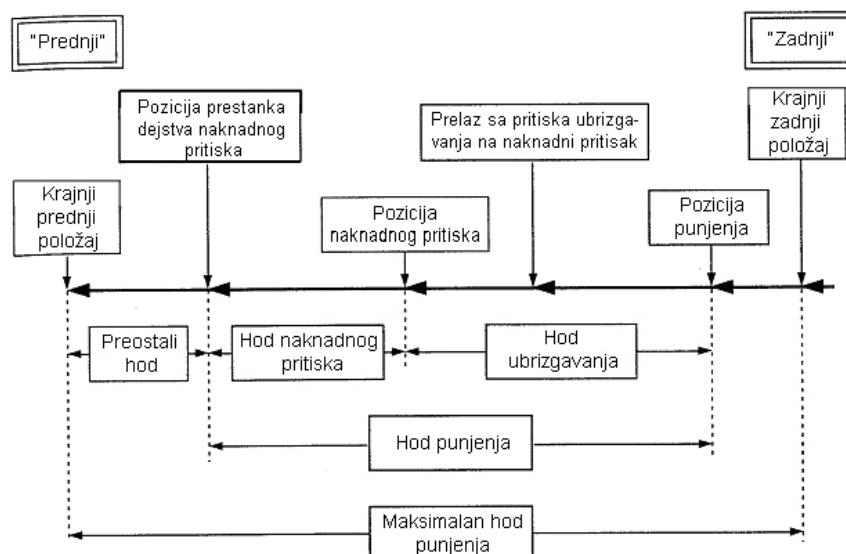 "Prednji"
"Zadnji"
Pozicija prestanka
dejstva naknadnog
pritiska
Prelaz sa pritiska ubrizga-
vanja na naknadni pritisak
Krajnji
zadnji
položaj
Krajnji
prednji
položaj
Pozicija
naknadnog pritiska
Pozicija
punjenja
Preostali
hod
Hod naknadnog
pritiska
Hod
ubrizgavanja
Hod punjenja
Maksimalan hod
punjenja